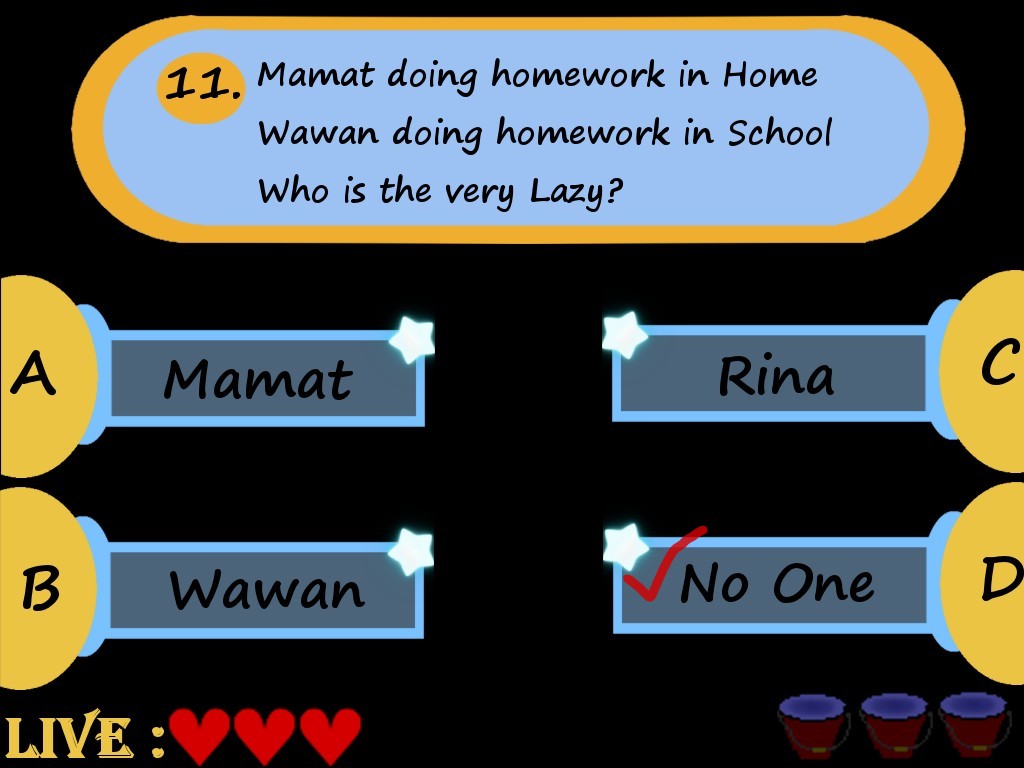 11. Mamat doing homework in Home
Wawan doing homework in School
Who is the very Lazy?
A Mamat
Rina C
B Wawan
No One D
LIVE :